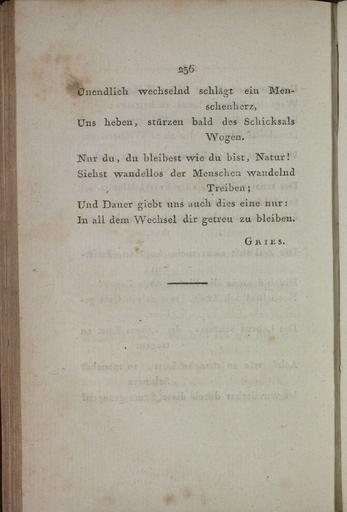 256
Unendlich wechselnd schlägt ein Men-
schenherz,
Uns heben, stürzen bald des Schicksals
Wogen.
Nur du, du bleibest wie du bist, Natur!
Siehst wandellos der Menschen wandelnd
Treiben;
Und Dauer giebt uns auch dies eine nur:
In all dem Wechsel dir getreu zu bleiben.
GRIES.